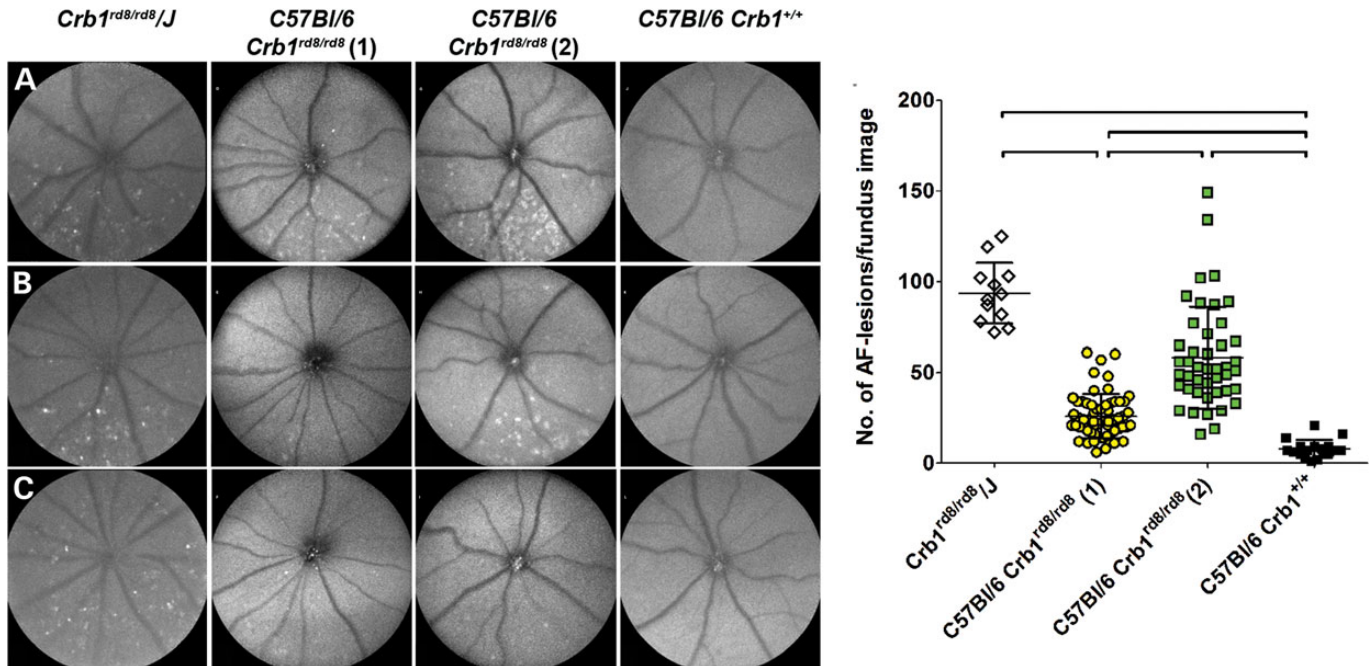 Crb1rd8/rd8/J
C57Bl/6
Crb1rd8/rd8 (1)
C57Bl/6
Crb1rd8/rd8 (2)
C57Bl/6 Crb1+/+
A
B
C
No. of AF-lesions/fundus image
200
150
100
50
0
Crb1rd8/rd8/J
C57Bl/6 Crb1rd8/rd8 (1)
C57Bl/6 Crb1rd8/rd8 (2)
C57Bl/6 Crb1+/+